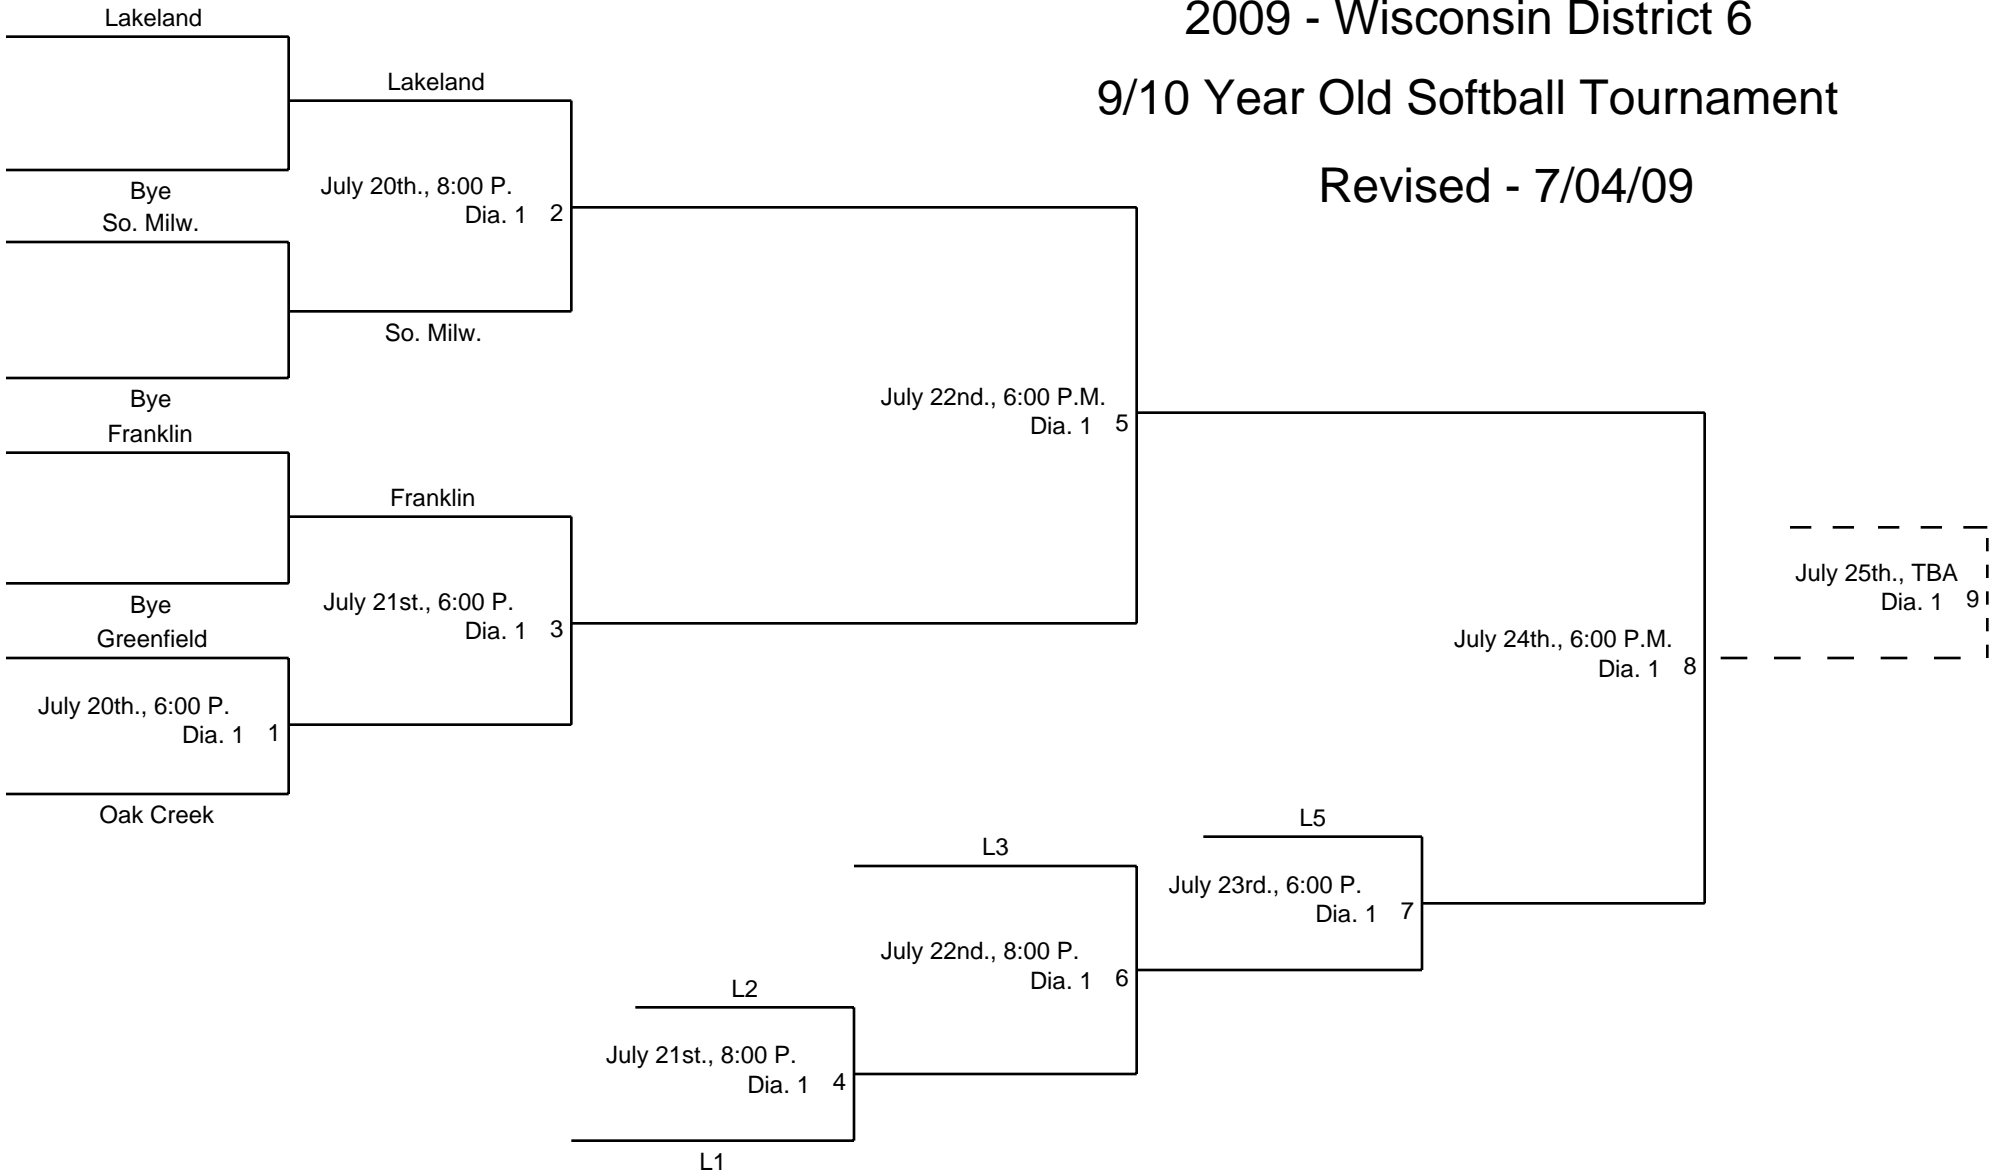 2009 - Wisconsin District 6
9/10 Year Old Softball Tournament
Revised - 7/04/09
Lakeland
Bye
So. Milw.
Bye
Franklin
Bye
Greenfield
July 20th., 6:00 P.
Dia. 1 1
Oak Creek
Lakeland
July 20th., 8:00 P.
Dia. 1 2
So. Milw.
Franklin
July 21st., 6:00 P.
Dia. 1 3
July 22nd., 6:00 P.M.
Dia. 1 5
July 24th., 6:00 P.M.
Dia. 1 8
July 25th., TBA
Dia. 1 9
L5
July 23rd., 6:00 P.
Dia. 1 7
L3
July 22nd., 8:00 P.
Dia. 1 6
L2
July 21st., 8:00 P.
Dia. 1 4
L1